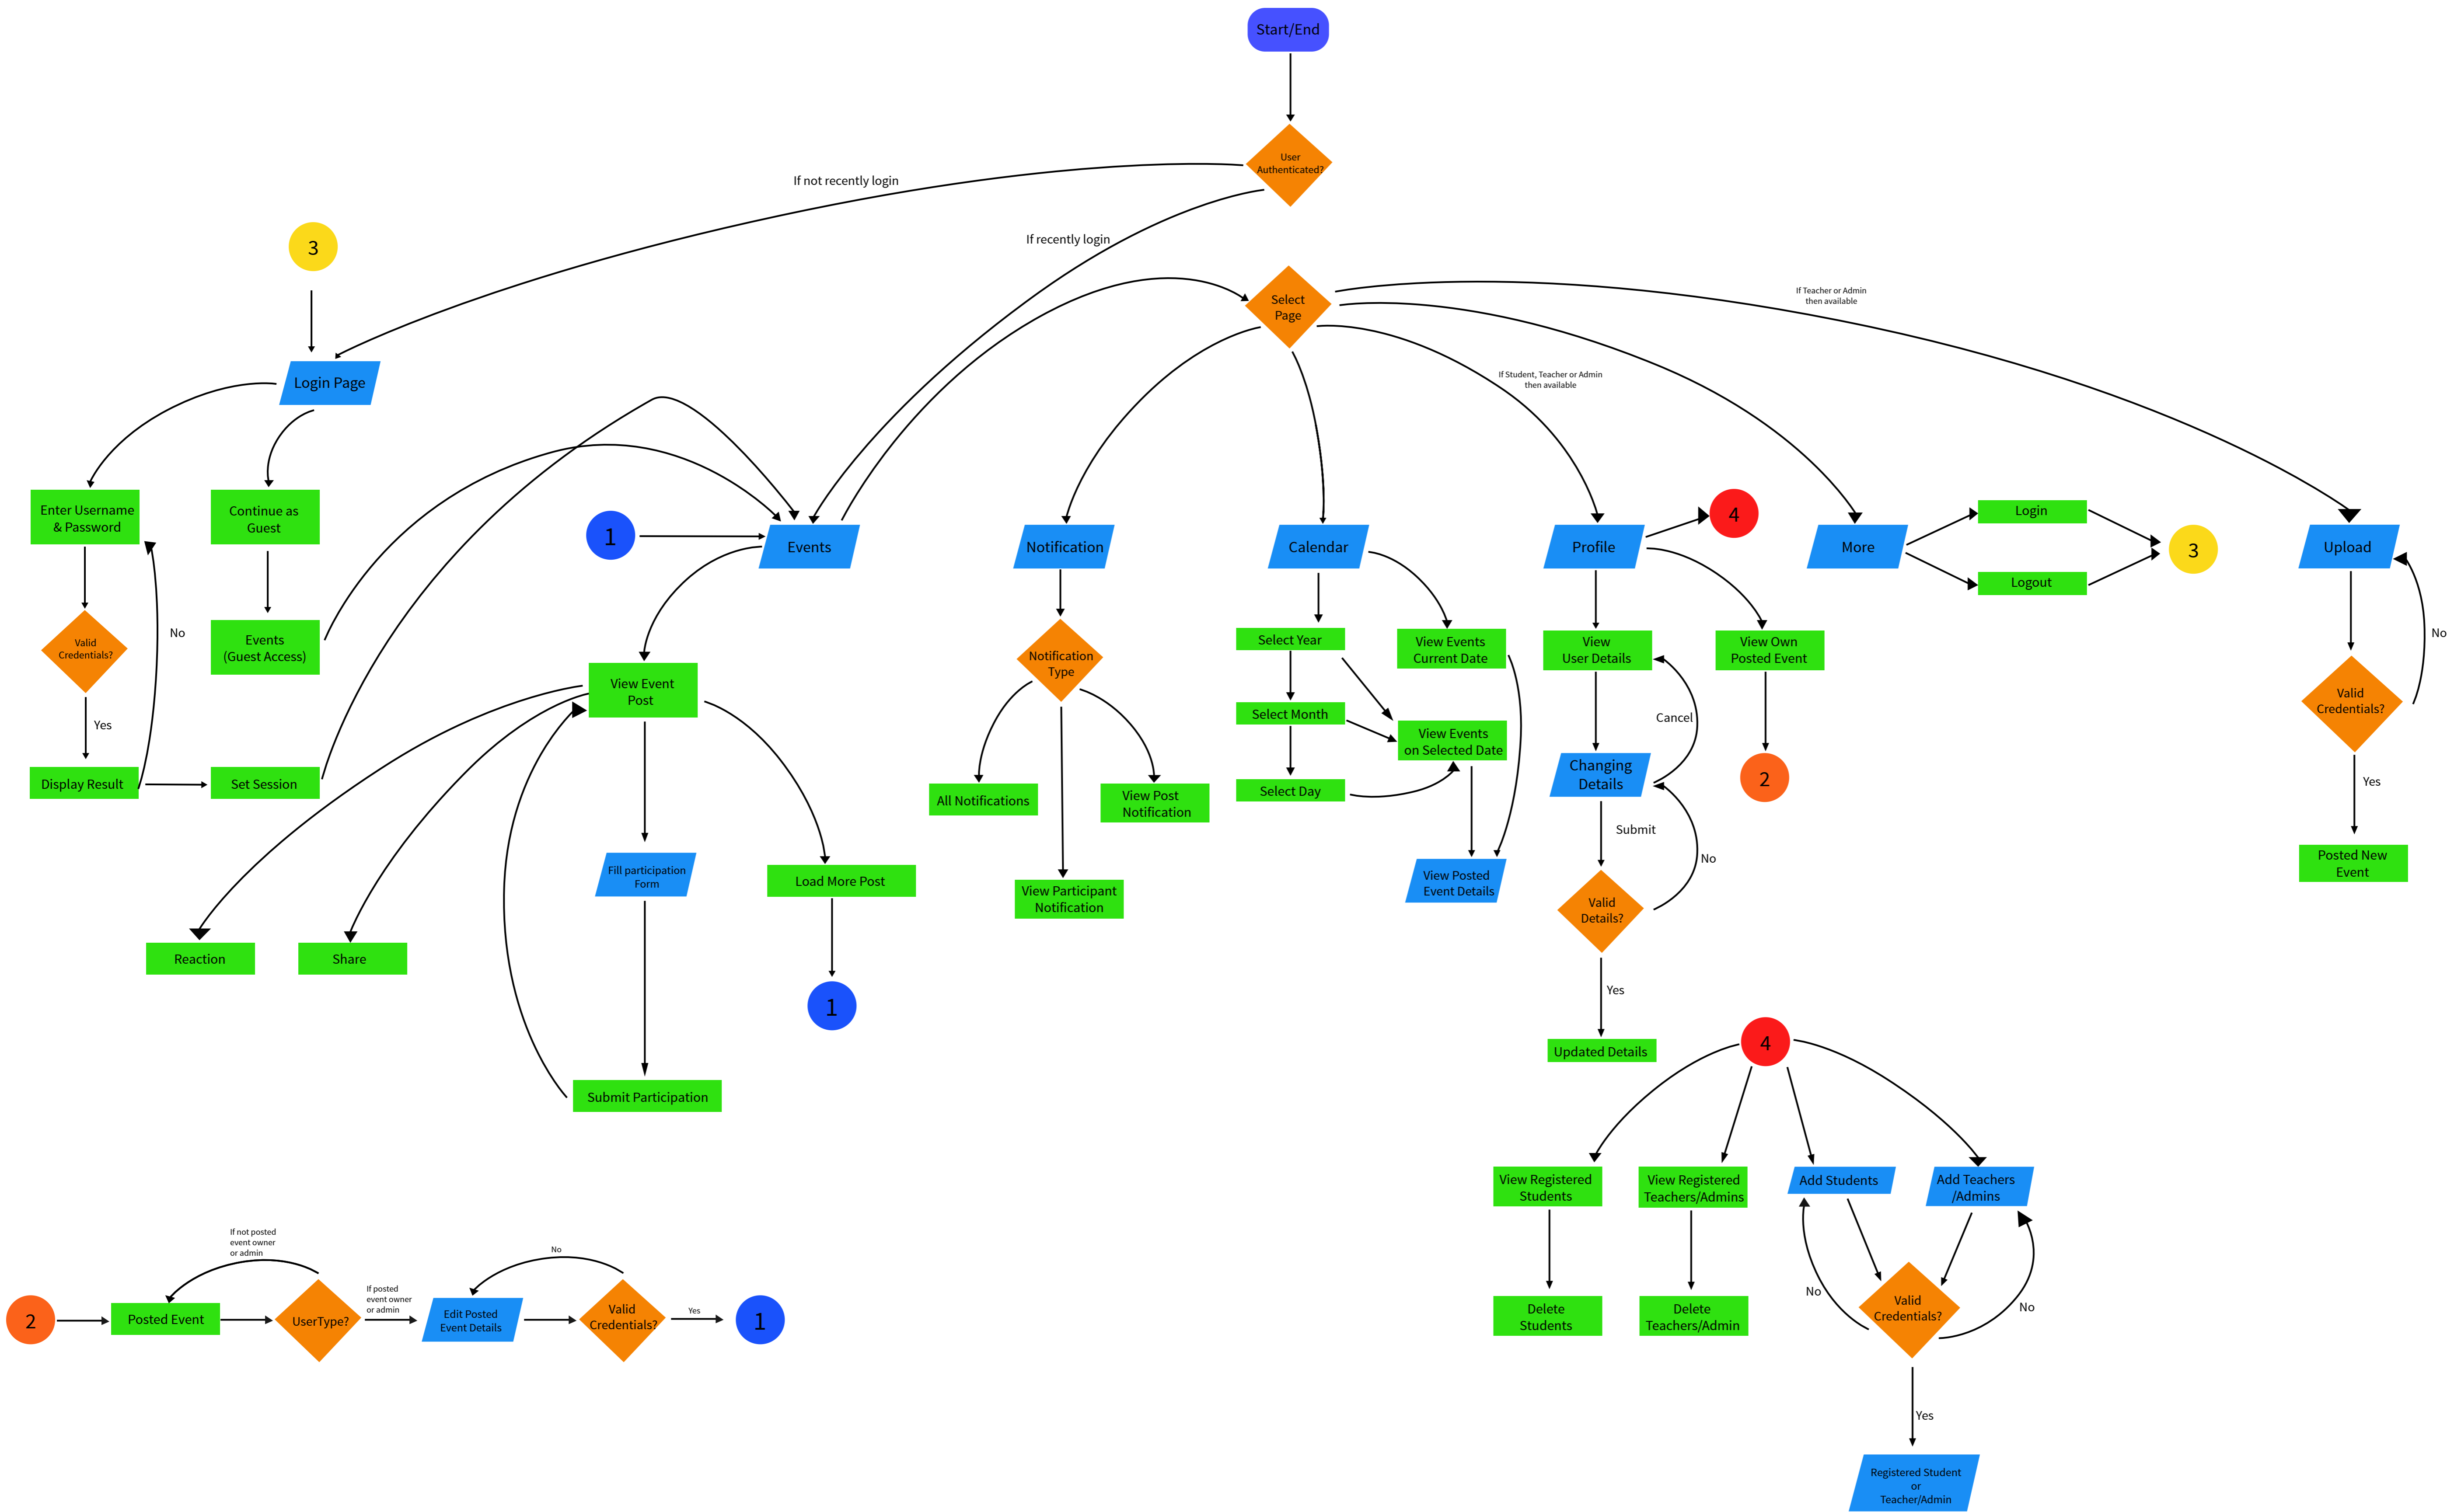 Start/End
User
Authenticated?
If not recently login
If recently login
3
Select
Page
If Teacher or Admin
then available
If Student, Teacher or Admin
then available
Login Page
Enter Username
& Password
Continue as
Guest
1
Events
Notification
Calendar
Profile
4
More
Login
Logout
3
Upload
Valid
Credentials?
No
Yes
Events
(Guest Access)
Display Result
Set Session
View Event
Post
Reaction
Share
Fill participation
Form
Load More Post
1
Submit Participation
Notification
Type
All Notifications
View Post
Notification
View Participant
Notification
Select Year
Select Month
Select Day
View Events
Current Date
View Events
on Selected Date
View Posted
Event Details
View
User Details
View Own
Posted Event
Cancel
Changing
Details
2
Submit
No
Valid
Details?
Yes
Updated Details
No
Valid
Credentials?
Yes
Posted New
Event
4
View Registered
Students
View Registered
Teachers/Admins
Add Students
Add Teachers
/Admins
Delete
Students
Delete
Teachers/Admin
No
Valid
Credentials?
No
Yes
Registered Student
or
Teacher/Admin
2
Posted Event
If not posted
event owner
or admin
UserType?
If posted
event owner
or admin
Edit Posted
Event Details
No
Valid
Credentials?
Yes
1